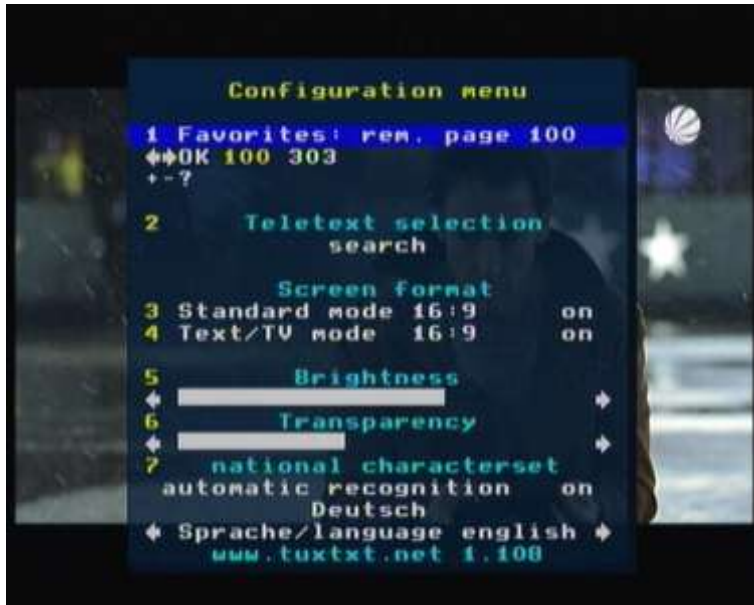 Configuration menu
1 Favorites: rem. page 100
OK 100 303
+-?
2 Teletext selection
search
Screen format
3 Standard mode 16:9 on
4 Text/TV mode 16:9 on
5 Brightness
6 Transparency
7 national characterset
automatic recognition on
Deutsch
Sprache/language english
www.tuxtxt.net 1.108